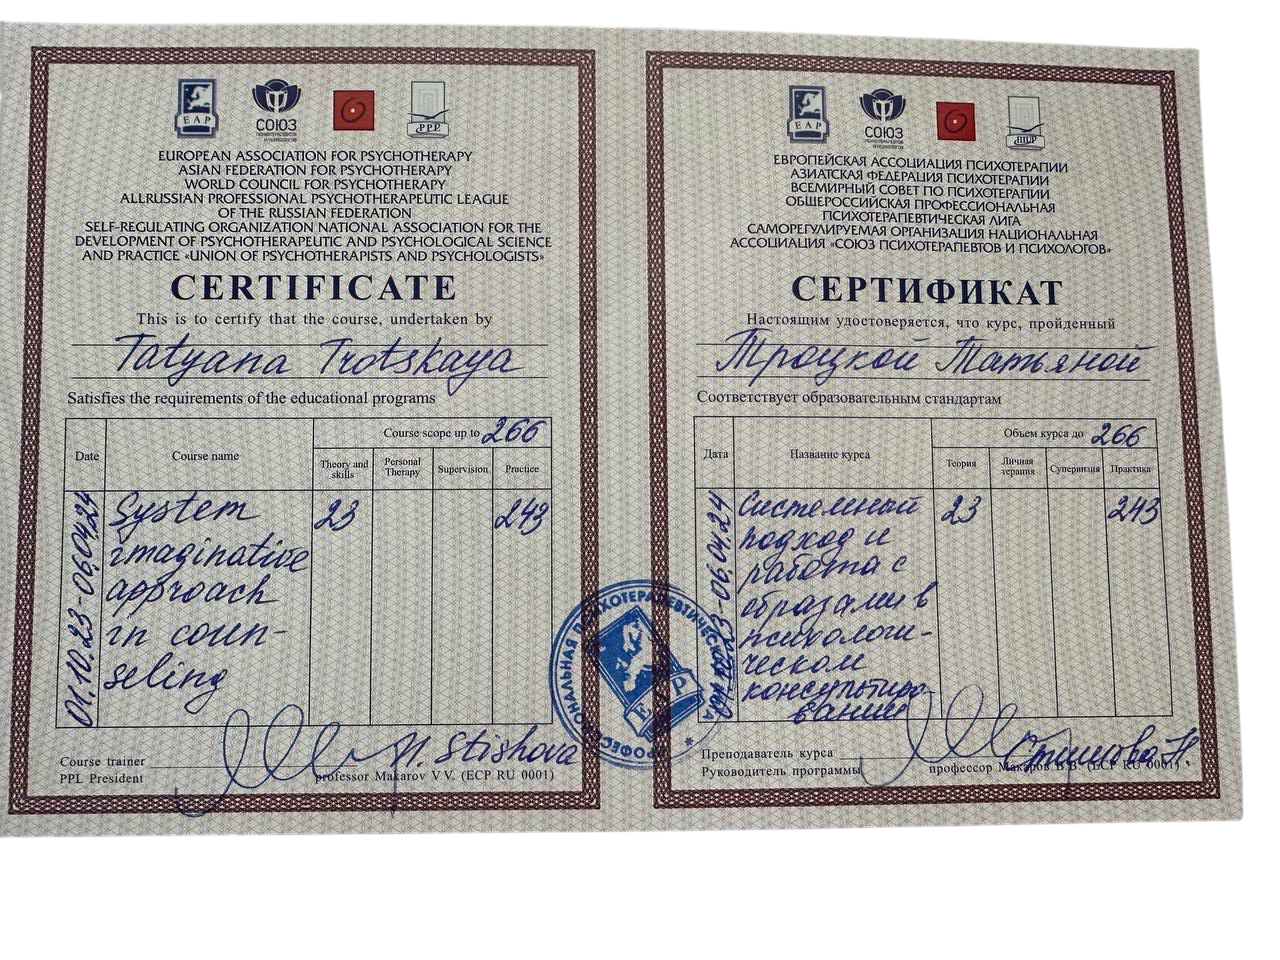 EAP
СОЮЗ
ПСИХОТЕРАПЕВТОВ
И ПСИХОЛОГОВ
PPL
EUROPEAN ASSOCIATION FOR PSYCHOTHERAPY
ASIAN FEDERATION FOR PSYCHOTHERAPY
WORLD COUNCIL FOR PSYCHOTHERAPY
ALLRUSSIAN PROFESSIONAL PSYCHOTHERAPEUTIC LEAGUE
OF THE RUSSIAN FEDERATION
SELF-REGULATING ORGANIZATION NATIONAL ASSOCIATION FOR THE
DEVELOPMENT OF PSYCHOTHERAPEUTIC AND PSYCHOLOGICAL SCIENCE
AND PRACTICE «UNION OF PSYCHOTHERAPISTS AND PSYCHOLOGISTS»
CERTIFICATE
This is to certify that the course, undertaken by
Tatyana Trotskaya
Satisfies the requirements of the educational programs
Date
Course name
Course scope up to 266
Theory and
skills
Personal
Therapy
Supervision
Practice
01.10.23-06.04.24
System
imaginative
approach
in coun-
seling
23
243
Course trainer
N. Stishova
PPL President
professor Makarov V.V. (ECP RU 0001)
EAP
СОЮЗ
ПСИХОТЕРАПЕВТОВ
И ПСИХОЛОГОВ
ЕВРОПЕЙСКАЯ АССОЦИАЦИЯ ПСИХОТЕРАПИИ
АЗИАТСКАЯ ФЕДЕРАЦИЯ ПСИХОТЕРАПИИ
ВСЕМИРНЫЙ СОВЕТ ПО ПСИХОТЕРАПИИ
ОБЩЕРОССИЙСКАЯ ПРОФЕССИОНАЛЬНАЯ
ПСИХОТЕРАПЕВТИЧЕСКАЯ ЛИГА
САМОРЕГУЛИРУЕМАЯ ОРГАНИЗАЦИЯ НАЦИОНАЛЬНАЯ
АССОЦИАЦИЯ «СОЮЗ ПСИХОТЕРАПЕВТОВ И ПСИХОЛОГОВ»
СЕРТИФИКАТ
Настоящим удостоверяется, что курс, пройденный
Троцкой Татьяной
Соответствует образовательным стандартам
Дата
Название курса
Объем курса до 266
Теория
Личная
терапия
Супервизия
Практика
01.10.23-06.04.24
Системный
подход и
работа с
образами в
психологи-
ческом
консультиро-
вании
23
243
Преподаватель курса
Стишова Н.
Руководитель программы
профессор Макаров В.В. (ECP RU 0001)
ПРОФЕССИОНАЛЬНАЯ ПСИХОТЕРАПЕВТИЧЕСКАЯ ЛИГА
EAP